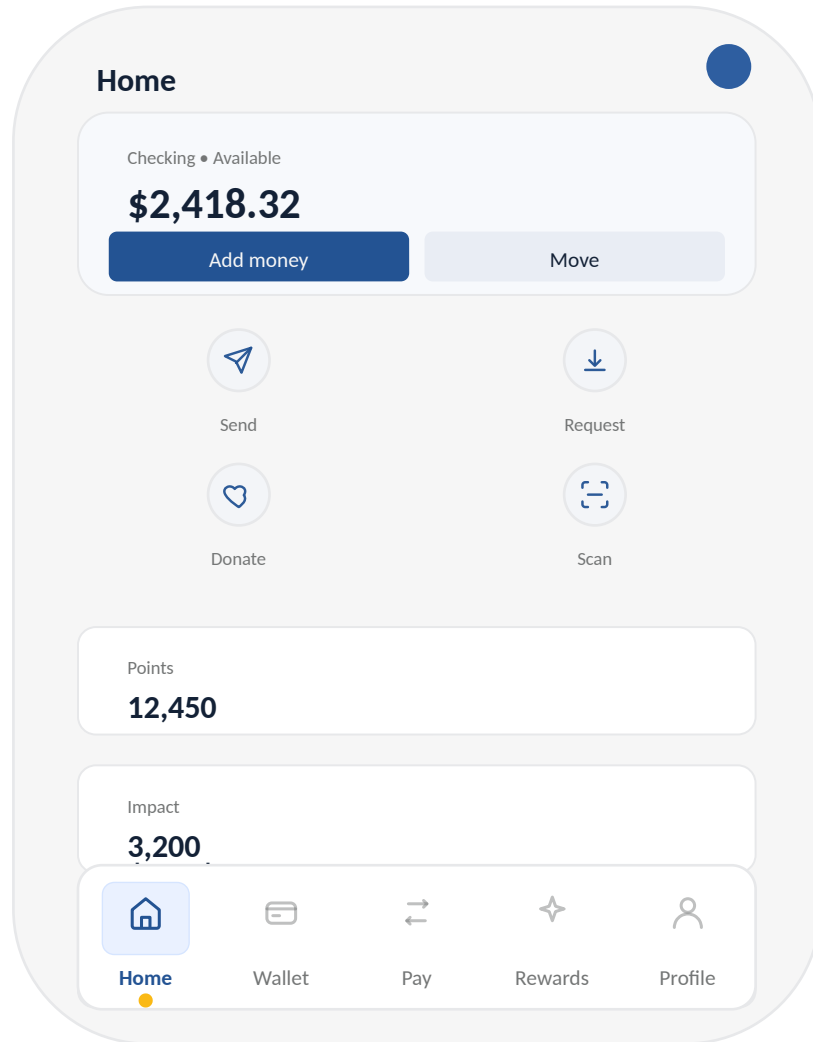 Home
Checking • Available
$2,418.32
Add money
Move
Send
Request
Donate
Scan
Points
12,450
Impact
3,200
Home
Wallet
Pay
Rewards
Profile